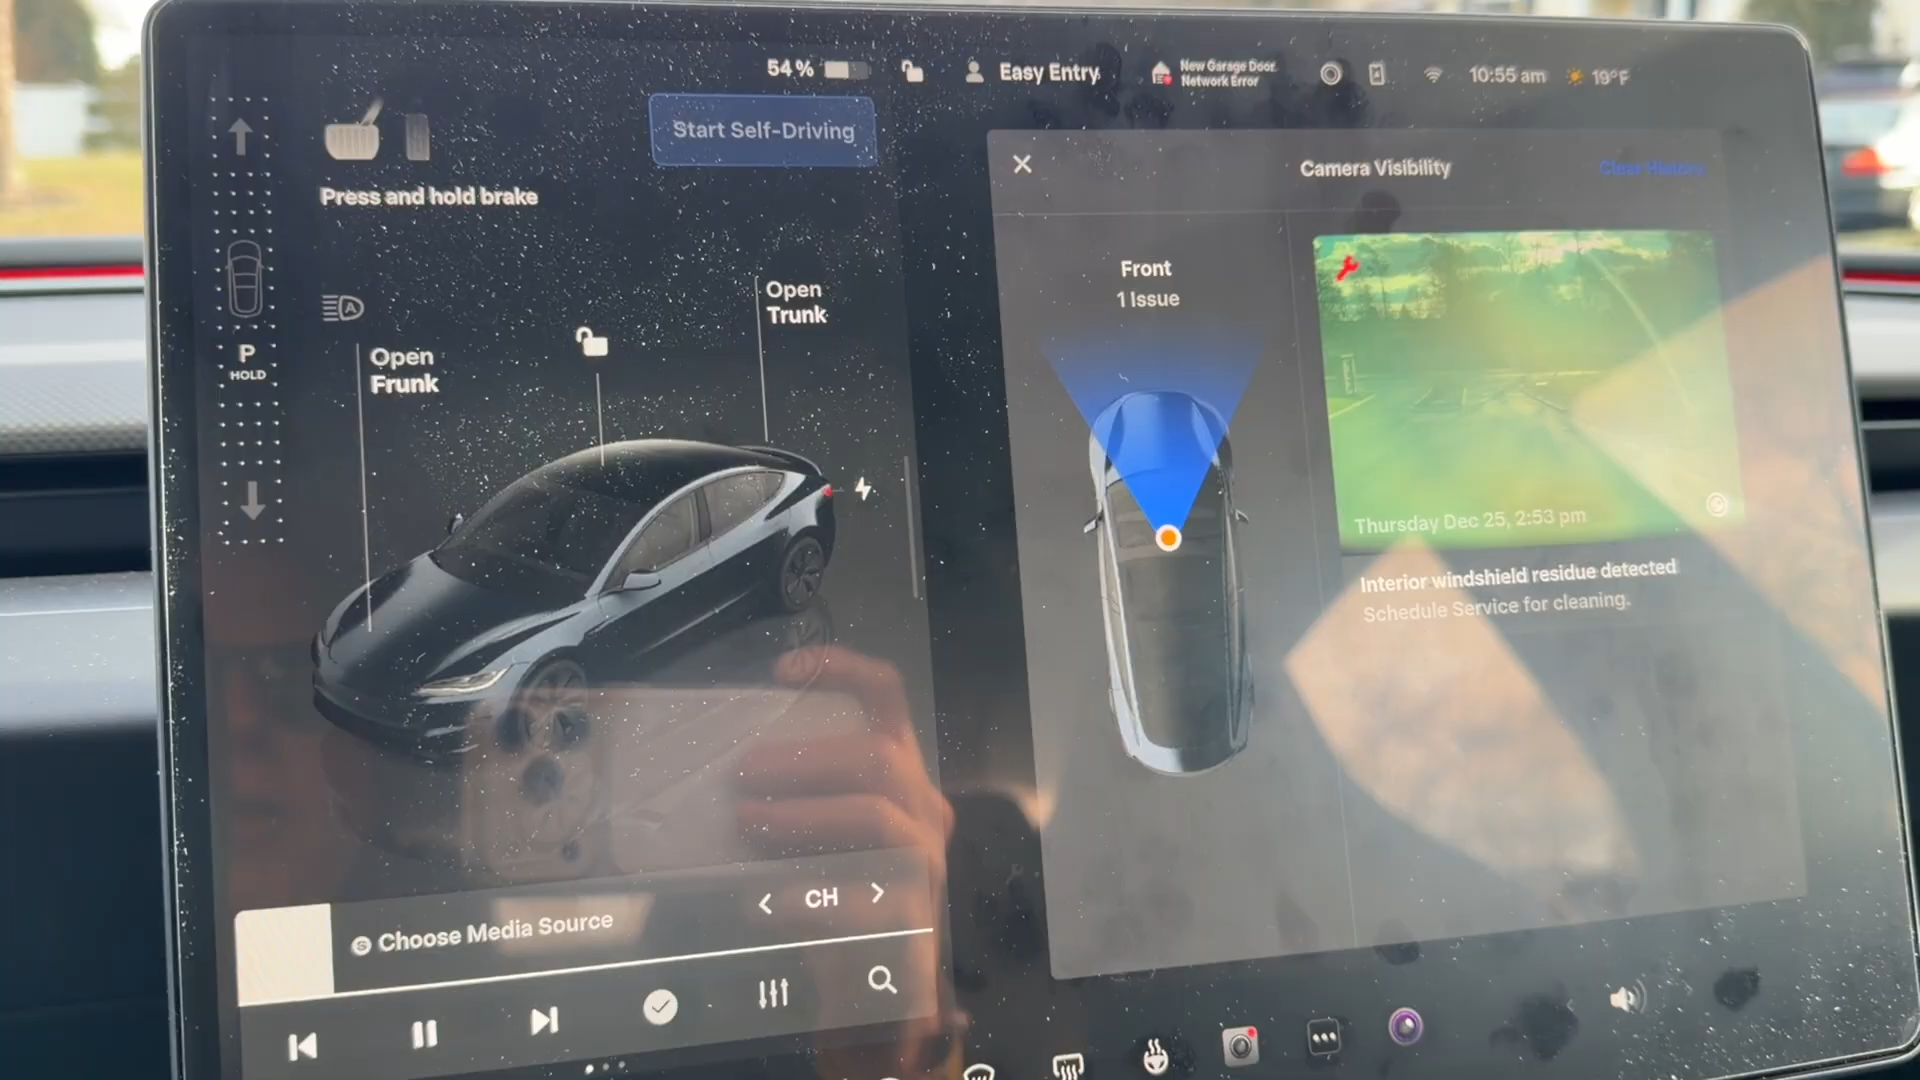 54 %
Easy Entry
New Garage Door
Network Error
10:55 am
19°F
Start Self-Driving
Press and hold brake
P
HOLD
A
Open
Frunk
Open
Trunk
Camera Visibility
Clear History
Front
1 Issue
Thursday Dec 25, 2:53 pm
Interior windshield residue detected
Schedule Service for cleaning.
Choose Media Source
CH